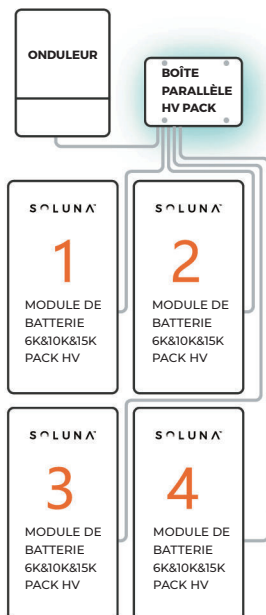 ONDULEUR
BOÎTE
PARALLÈLE
HV PACK
SOLUNA
1
MODULE DE
BATTERIE
6K&10K&15K
PACK HV
SOLUNA
2
MODULE DE
BATTERIE
6K&10K&15K
PACK HV
SOLUNA
3
MODULE DE
BATTERIE
6K&10K&15K
PACK HV
SOLUNA
4
MODULE DE
BATTERIE
6K&10K&15K
PACK HV